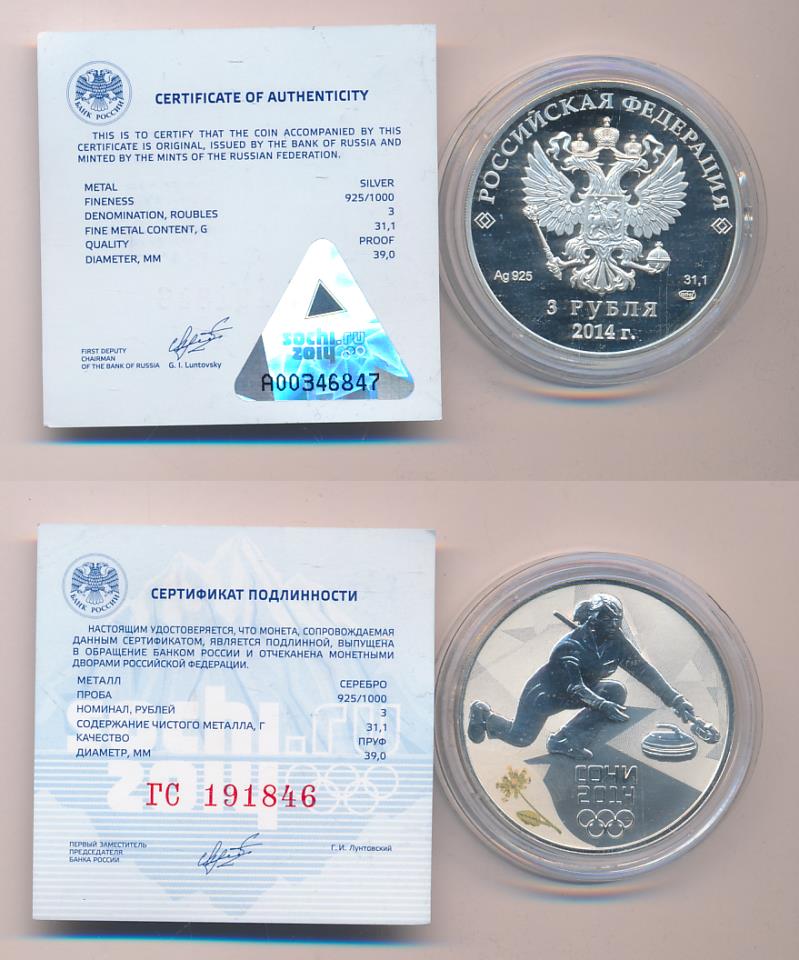 БАНК РОССИИ
CERTIFICATE OF AUTHENTICITY
THIS IS TO CERTIFY THAT THE COIN ACCOMPANIED BY THIS
CERTIFICATE IS ORIGINAL, ISSUED BY THE BANK OF RUSSIA AND
MINTED BY THE MINTS OF THE RUSSIAN FEDERATION.
METAL SILVER
FINENESS 925/1000
DENOMINATION, ROUBLES 3
FINE METAL CONTENT, G 31,1
QUALITY PROOF
DIAMETER, MM 39,0
sochi.ru
2014
A00346847
FIRST DEPUTY
CHAIRMAN
OF THE BANK OF RUSSIA G. I. Luntovsky
РОССИЙСКАЯ ФЕДЕРАЦИЯ
Ag 925 31,1
3 РУБЛЯ
2014 г.
БАНК РОССИИ
СЕРТИФИКАТ ПОДЛИННОСТИ
НАСТОЯЩИМ УДОСТОВЕРЯЕТСЯ, ЧТО МОНЕТА, СОПРОВОЖДАЕМАЯ
ДАННЫМ СЕРТИФИКАТОМ, ЯВЛЯЕТСЯ ПОДЛИННОЙ, ВЫПУЩЕНА
В ОБРАЩЕНИЕ БАНКОМ РОССИИ И ОТЧЕКАНЕНА МОНЕТНЫМИ
ДВОРАМИ РОССИЙСКОЙ ФЕДЕРАЦИИ.
МЕТАЛЛ СЕРЕБРО
ПРОБА 925/1000
НОМИНАЛ, РУБЛЕЙ 3
СОДЕРЖАНИЕ ЧИСТОГО МЕТАЛЛА, Г 31,1
КАЧЕСТВО ПРУФ
ДИАМЕТР, ММ 39,0
sochi.ru
2014
ГС 191846
ПЕРВЫЙ ЗАМЕСТИТЕЛЬ
ПРЕДСЕДАТЕЛЯ
БАНКА РОССИИ Г. И. Лунтовский
СОЧИ
2014